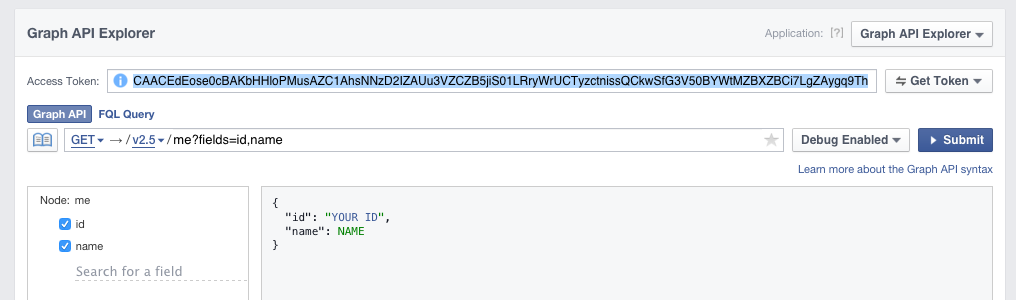 Graph API Explorer
Application: [?] Graph API Explorer
Access Token: CAACEdEose0cBAKbHHloPMusAZC1AhsNNzD2IZAUu3VZCZB5jiS01LRryWrUCTyzctnissQCkwSfG3V50BYWtMZBXZBCi7LgZAygq9Th Get Token
Graph API FQL Query
GET → / v2.5 / me?fields=id,name Debug Enabled Submit
Learn more about the Graph API syntax
Node: me
id
name
Search for a field
{
"id": "YOUR ID",
"name": NAME
}